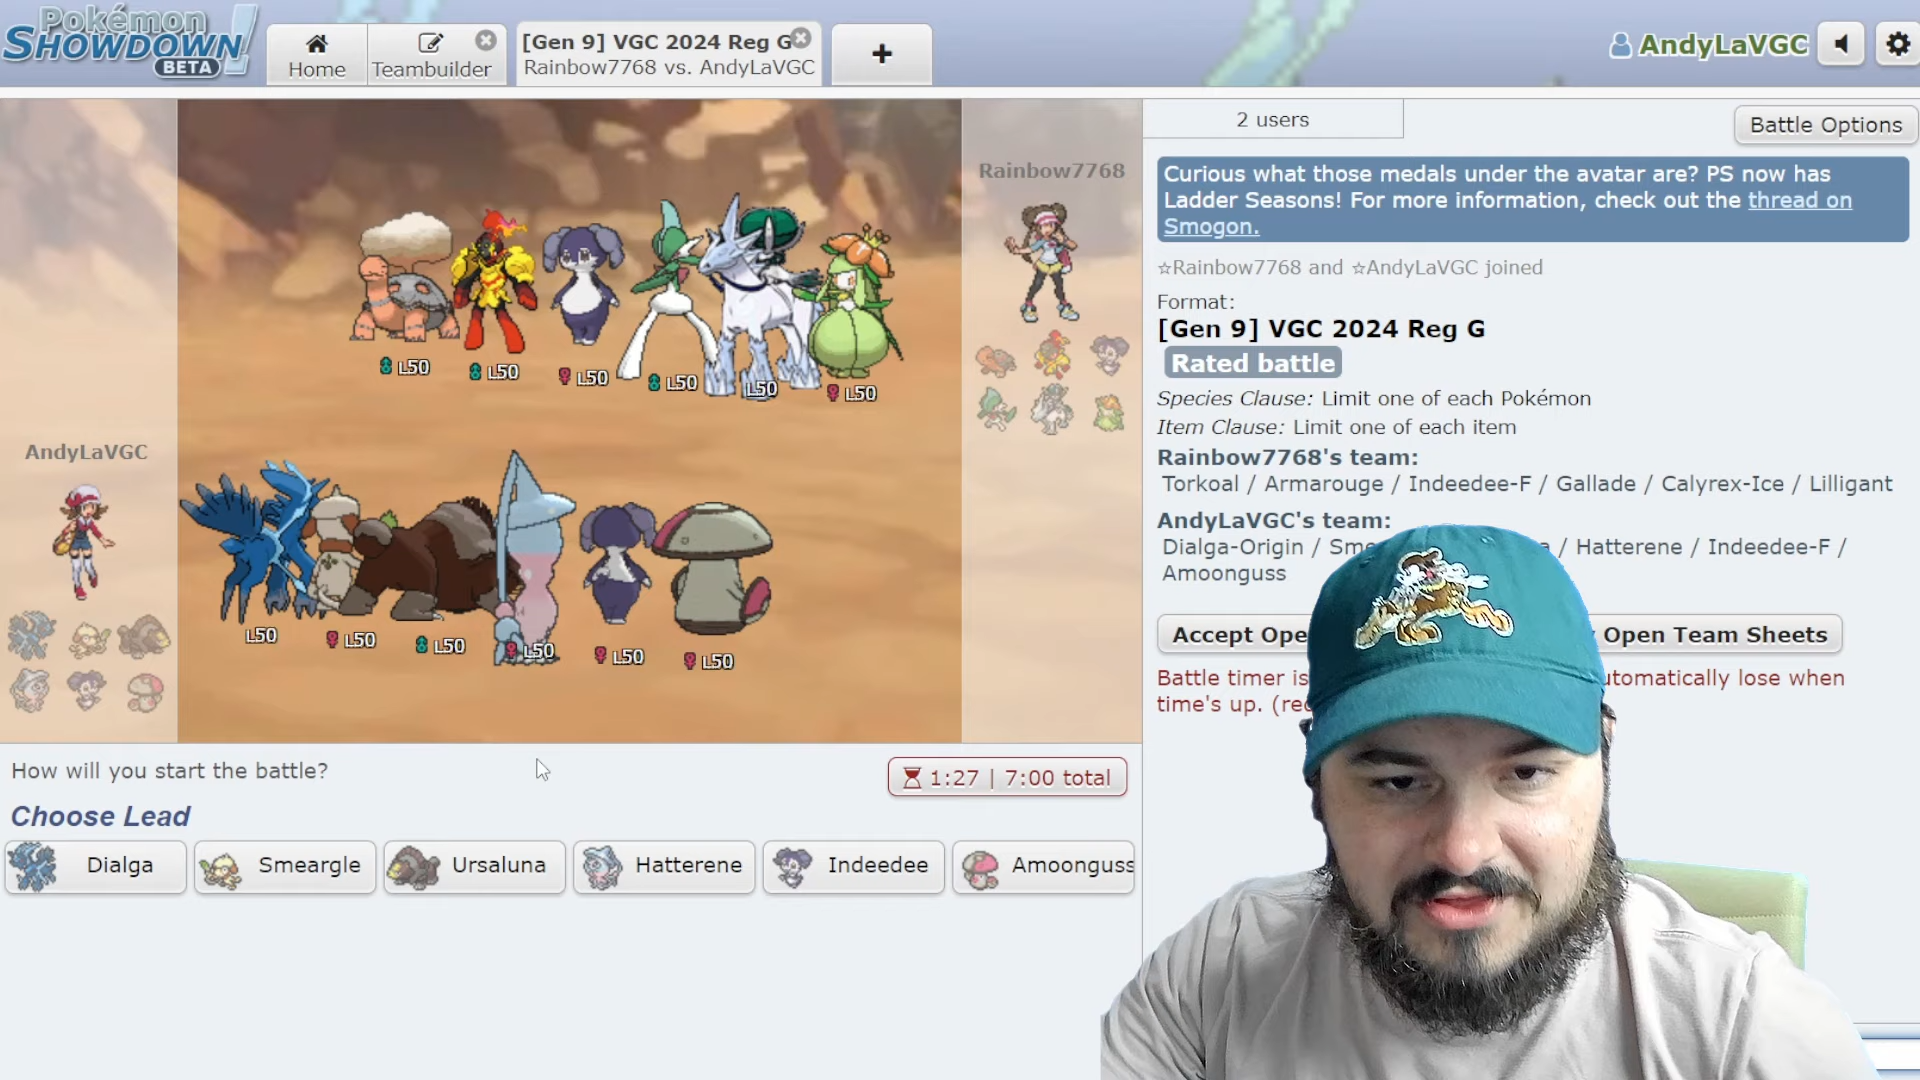 Pokémon
SHOWDOWN!
BETA
Home
Teambuilder
[Gen 9] VGC 2024 Reg G
Rainbow7768 vs. AndyLaVGC
+
AndyLaVGC
2 users
Battle Options
Rainbow7768
Curious what those medals under the avatar are? PS now has
Ladder Seasons! For more information, check out the thread on
Smogon.
☆Rainbow7768 and ☆AndyLaVGC joined
Format:
[Gen 9] VGC 2024 Reg G
Rated battle
Species Clause: Limit one of each Pokémon
Item Clause: Limit one of each item
Rainbow7768's team:
Torkoal / Armarouge / Indeedee-F / Gallade / Calyrex-Ice / Lilligant
AndyLaVGC's team:
Dialga-Origin / Sme / Hatterene / Indeedee-F /
Amoonguss
Accept Ope Open Team Sheets
Battle timer is utomatically lose when
time's up. (re
L50
L50
L50
L50
L50
L50
AndyLaVGC
L50
L50
L50
L50
L50
L50
How will you start the battle?
1:27 | 7:00 total
Choose Lead
Dialga
Smeargle
Ursaluna
Hatterene
Indeedee
Amoonguss